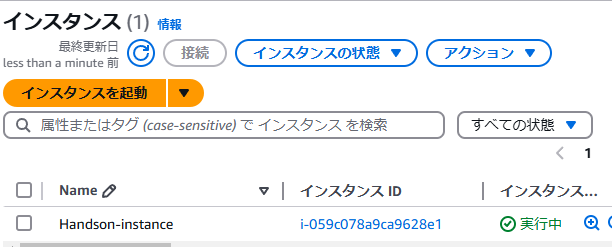 インスタンス (1) 情報
最終更新日
less than a minute 前
接続
インスタンスの状態
アクション
インスタンスを起動
属性またはタグ (case-sensitive) で インスタンス を検索
すべての状態
1
Name
インスタンス ID
インスタンス...
Handson-instance
i-059c078a9ca9628e1
実行中